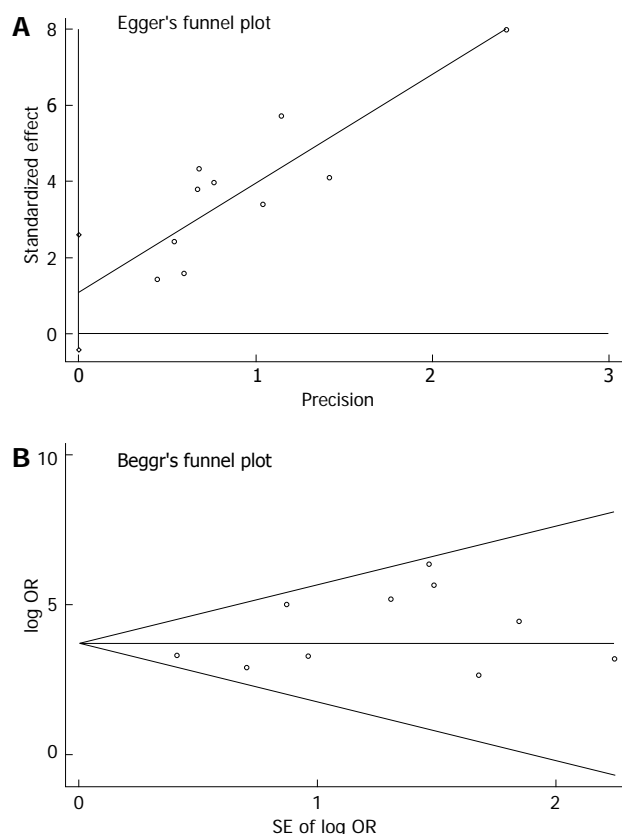 A
Egger's funnel plot
8
6
4
2
0
Standardized effect
0 1 2 3
Precision
B
Beggr's funnel plot
10
5
0
log OR
0 1 2
SE of log OR